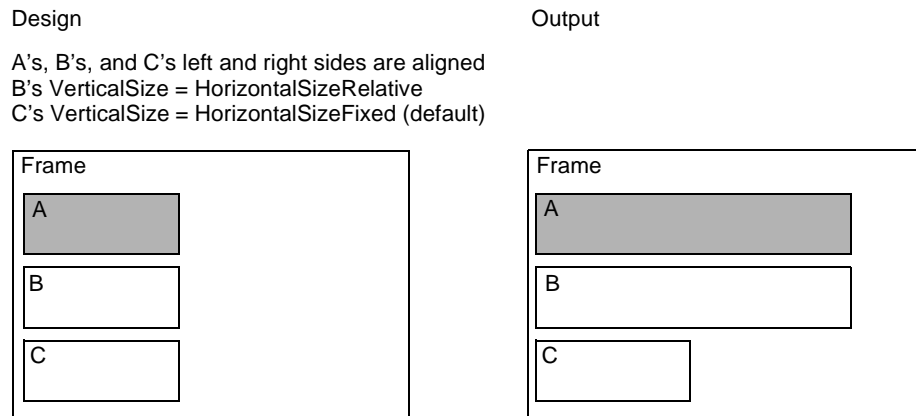 Design
Output
A’s, B’s, and C’s left and right sides are aligned
B’s VerticalSize = HorizontalSizeRelative
C’s VerticalSize = HorizontalSizeFixed (default)
Frame
A
B
C
Frame
A
B
C